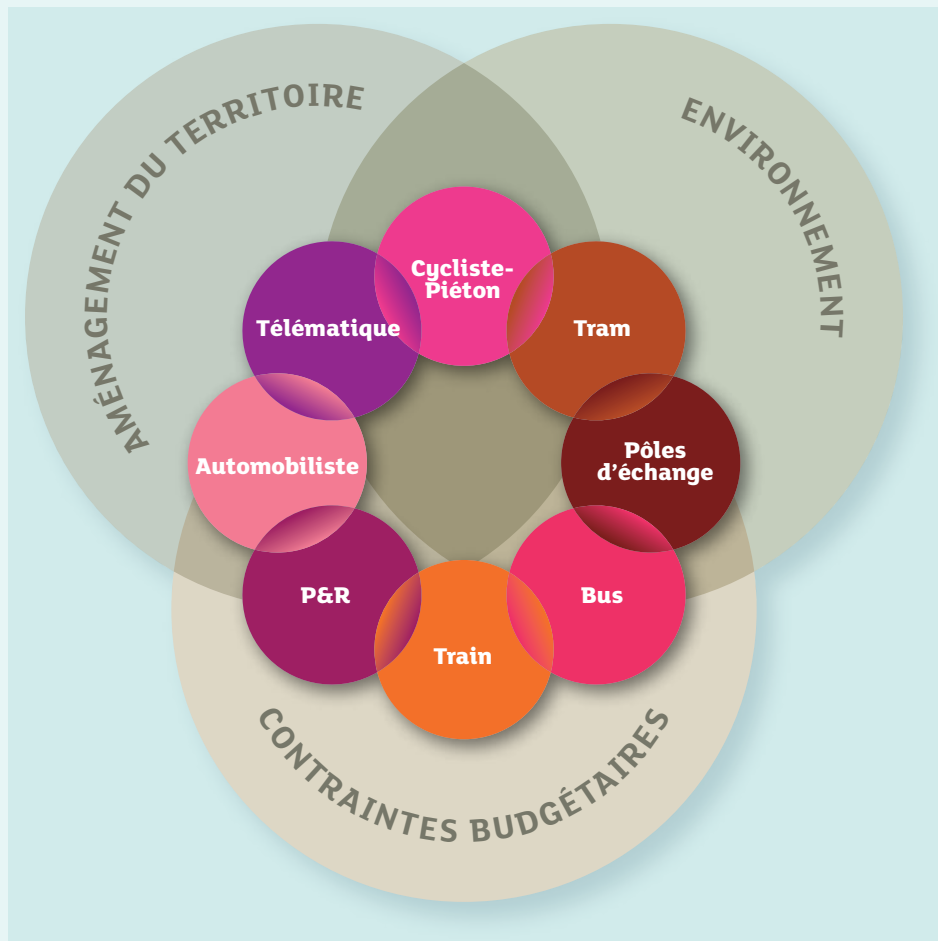 AMÉNAGEMENT DU TERRITOIRE
ENVIRONNEMENT
Cycliste-
Piéton
Télématique
Tram
Automobiliste
Pôles
d'échange
P&R
Bus
Train
CONTRAINTES BUDGÉTAIRES